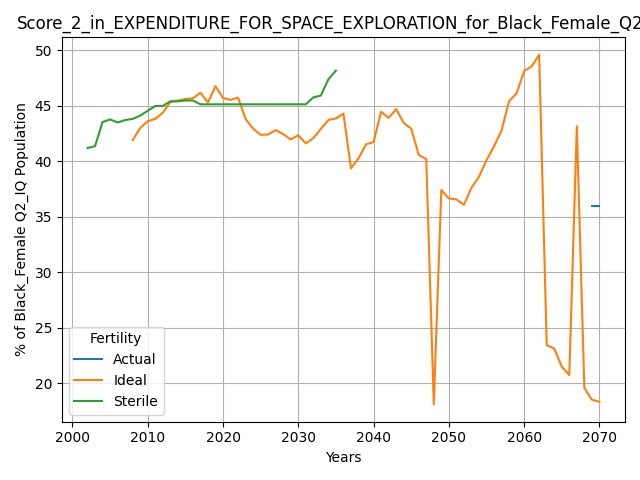 Score_2_in_EXPENDITURE_FOR_SPACE_EXPLORATION_for_Black_Female_Q2
% of Black_Female Q2_IQ Population
50
45
40
35
30
25
20
Fertility
Actual
Ideal
Sterile
2000 2010 2020 2030 2040 2050 2060 2070
Years